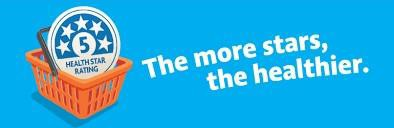 5
HEALTH STAR
RATING
The more stars,
the healthier.